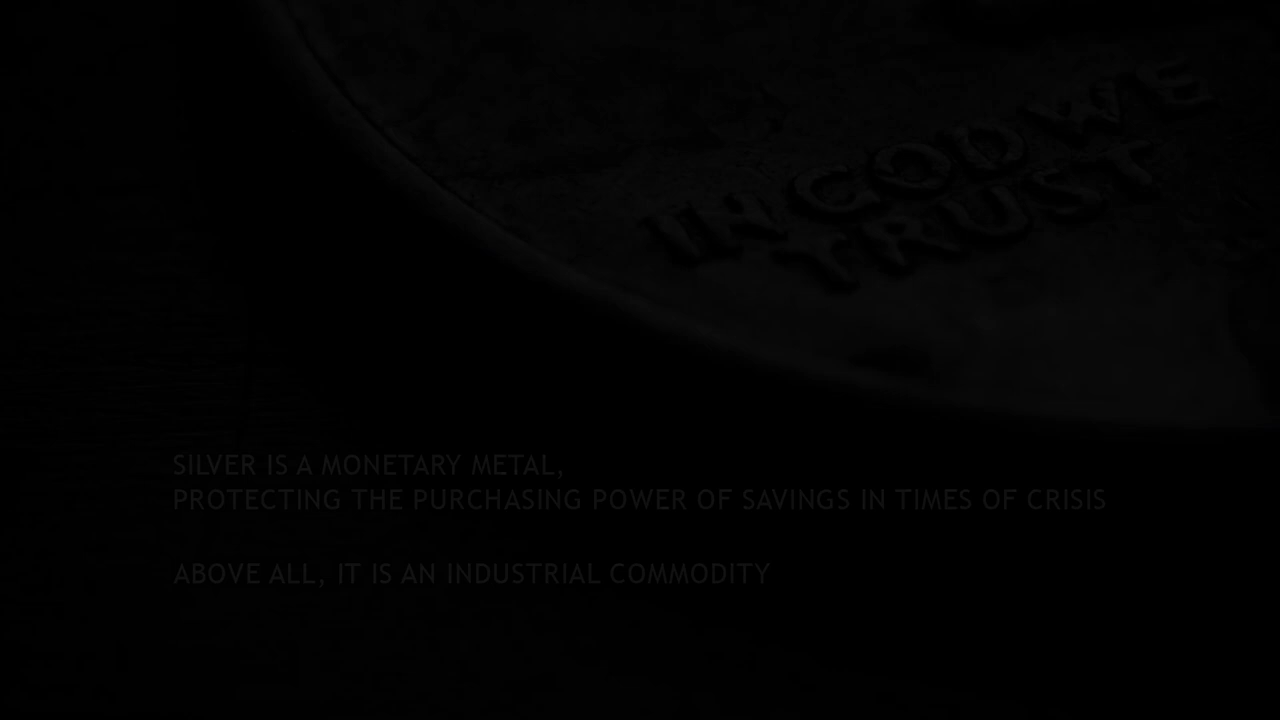 IN GOD WE
TRUST
SILVER IS A MONETARY METAL,
PROTECTING THE PURCHASING POWER OF SAVINGS IN TIMES OF CRISIS
ABOVE ALL, IT IS AN INDUSTRIAL COMMODITY